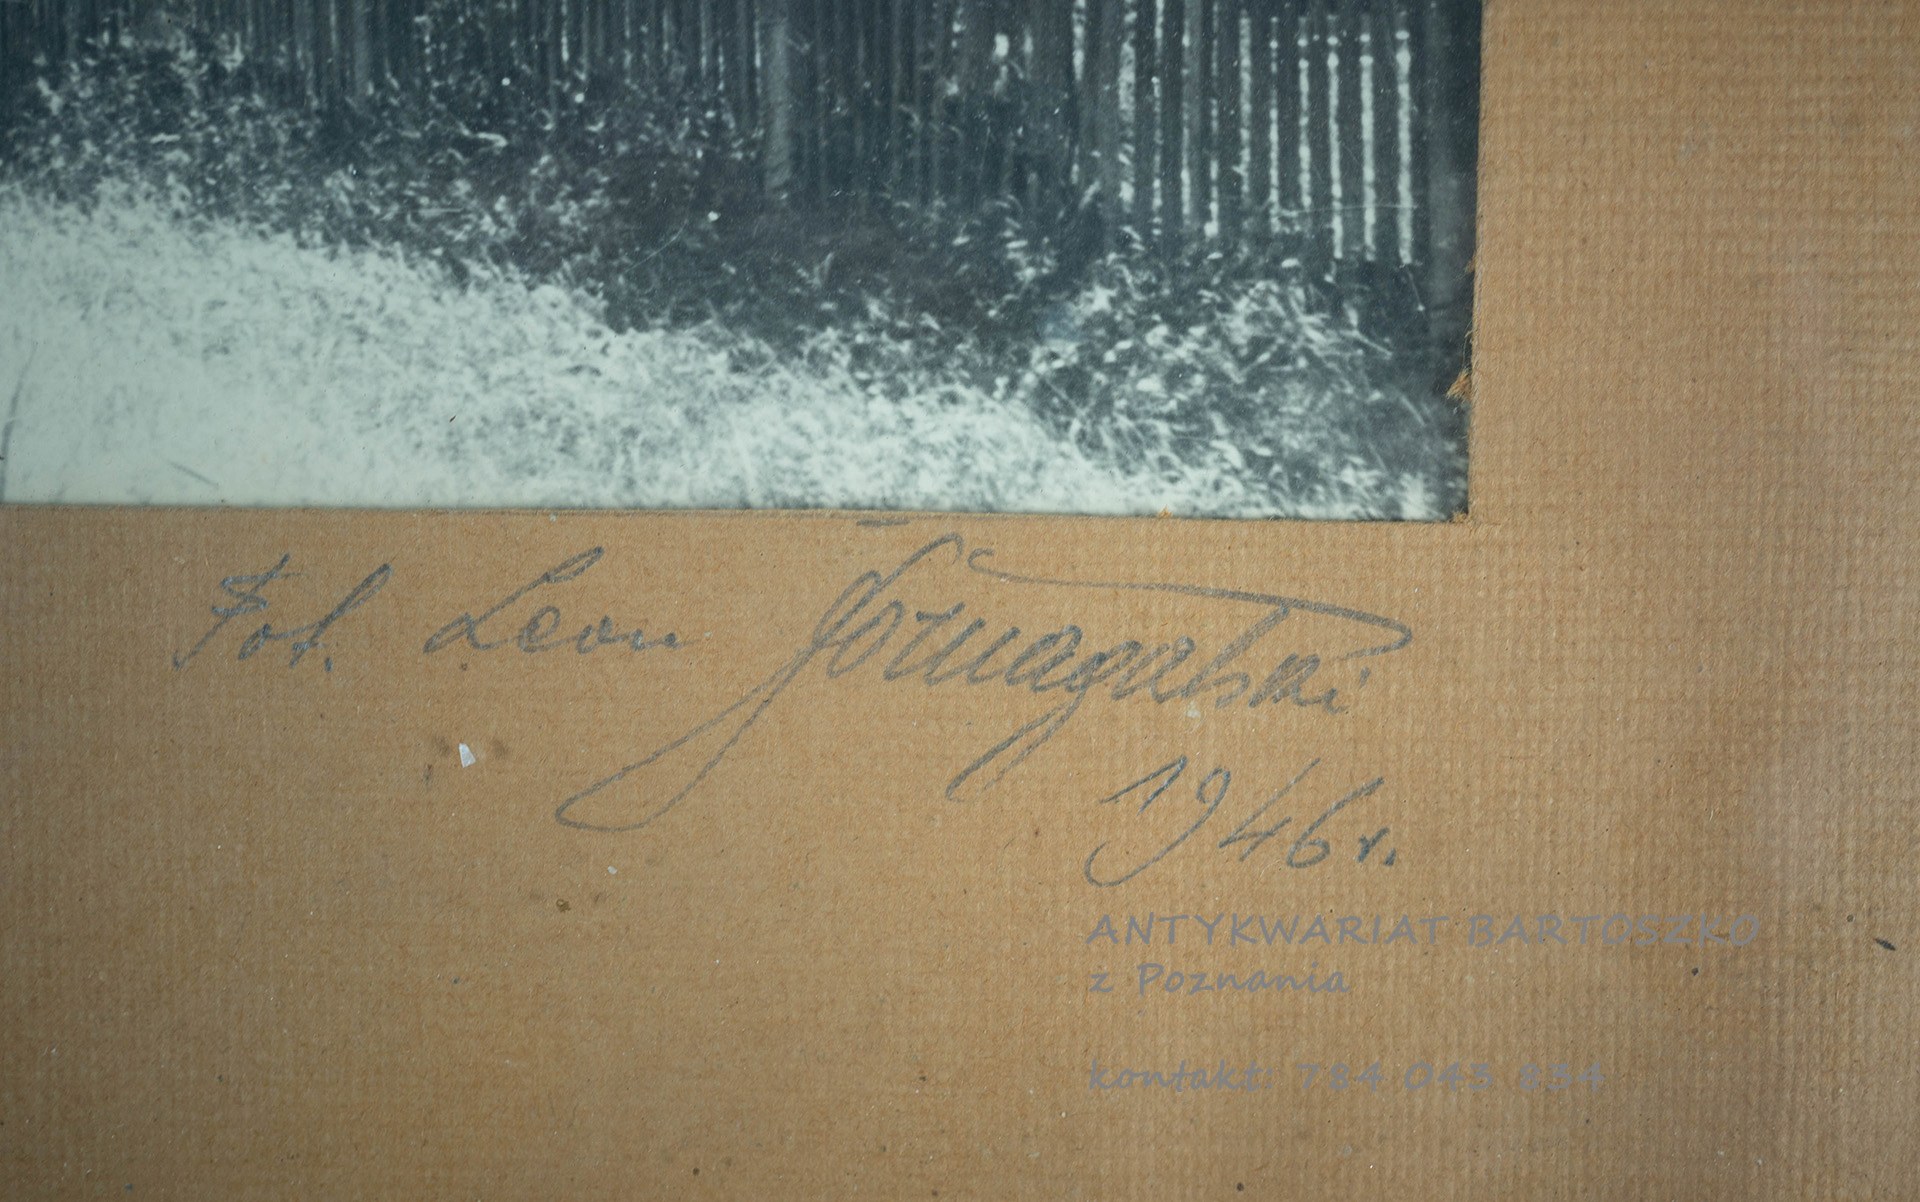 Fot. Leon
1946 r.
ANTYKWARIAT BARTOSZKO
z Poznania
kontakt: 784 043 834